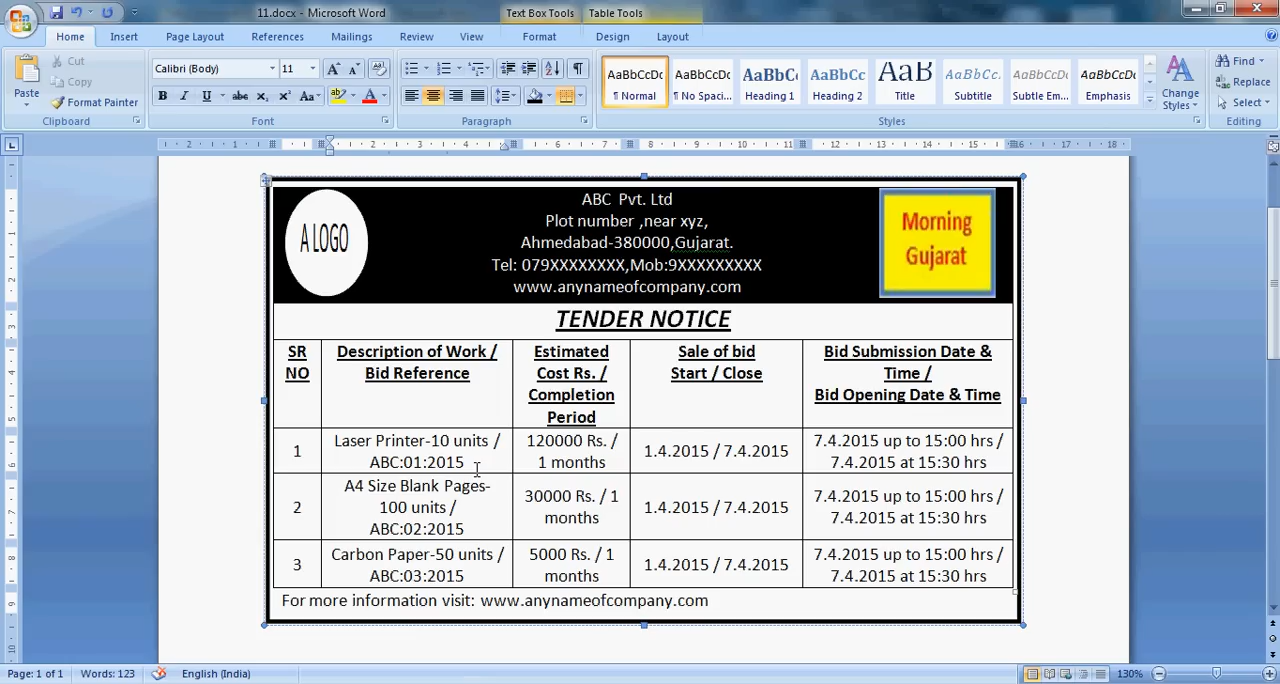 11.docx - Microsoft Word
Text Box Tools
Table Tools
Home
Insert
Page Layout
References
Mailings
Review
View
Format
Design
Layout
Paste
Cut
Copy
Format Painter
Clipboard
Calibri (Body)
11
Font
Paragraph
AaBbCcDc
¶ Normal
AaBbCcDc
¶ No Spaci...
AaBbCc
Heading 1
AaBbCc
Heading 2
AaB
Title
AaBbCc.
Subtitle
AaBbCcDc
Subtle Em...
AaBbCcDc
Emphasis
Styles
Change
Styles
Find
Replace
Select
Editing
A LOGO
ABC Pvt. Ltd
Plot number ,near xyz,
Ahmedabad-380000,Gujarat.
Tel: 079XXXXXXXX,Mob:9XXXXXXXXX
www.anynameofcompany.com
Morning
Gujarat
TENDER NOTICE
SR
NO
Description of Work /
Bid Reference
Estimated
Cost Rs. /
Completion
Period
Sale of bid
Start / Close
Bid Submission Date &
Time /
Bid Opening Date & Time
1
Laser Printer-10 units /
ABC:01:2015
120000 Rs. /
1 months
1.4.2015 / 7.4.2015
7.4.2015 up to 15:00 hrs /
7.4.2015 at 15:30 hrs
2
A4 Size Blank Pages-
100 units /
ABC:02:2015
30000 Rs. / 1
months
1.4.2015 / 7.4.2015
7.4.2015 up to 15:00 hrs /
7.4.2015 at 15:30 hrs
3
Carbon Paper-50 units /
ABC:03:2015
5000 Rs. / 1
months
1.4.2015 / 7.4.2015
7.4.2015 up to 15:00 hrs /
7.4.2015 at 15:30 hrs
For more information visit: www.anynameofcompany.com
Page: 1 of 1
Words: 123
English (India)
130%